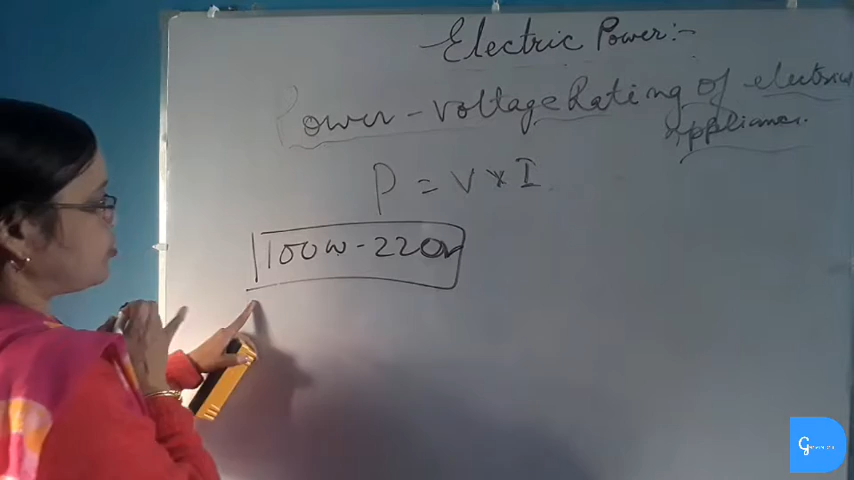 Electric Power :-
Power - Voltage Rating of electrical
Appliances.
P = V × I
100W - 220V